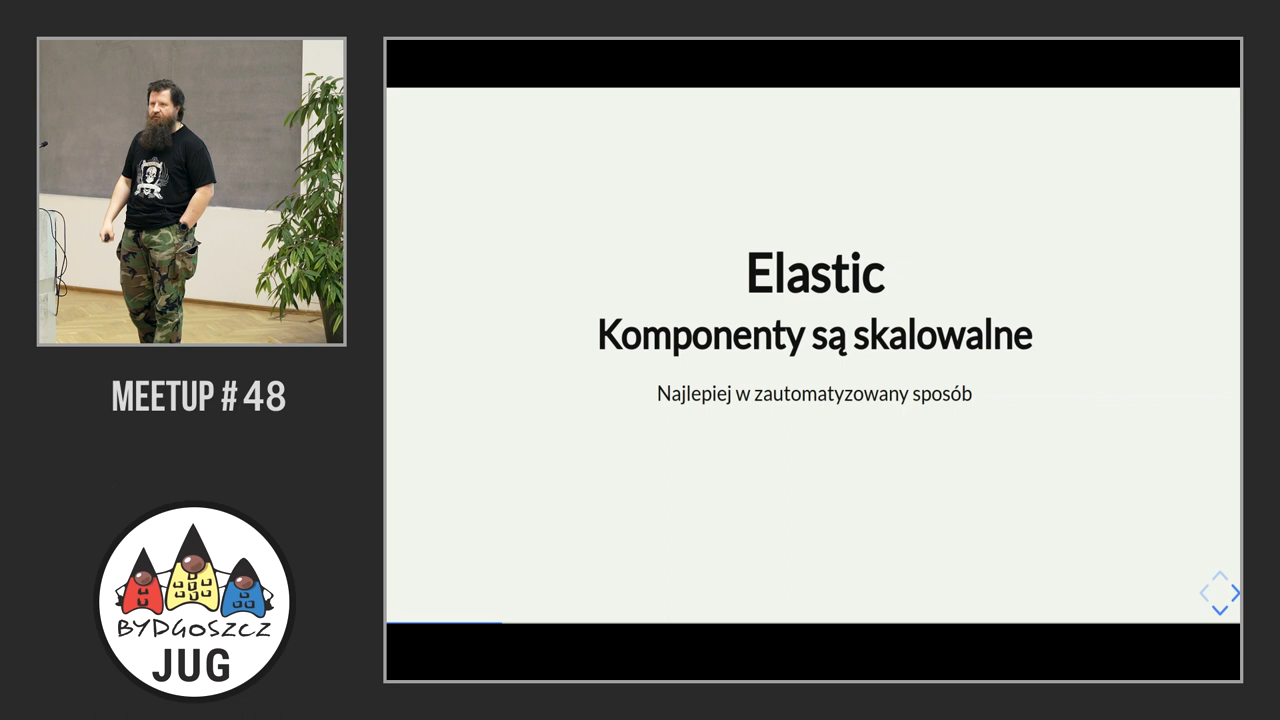 MEETUP # 48
BYDGOSZCZ
JUG
Elastic
Komponenty są skalowalne
Najlepiej w zautomatyzowany sposób